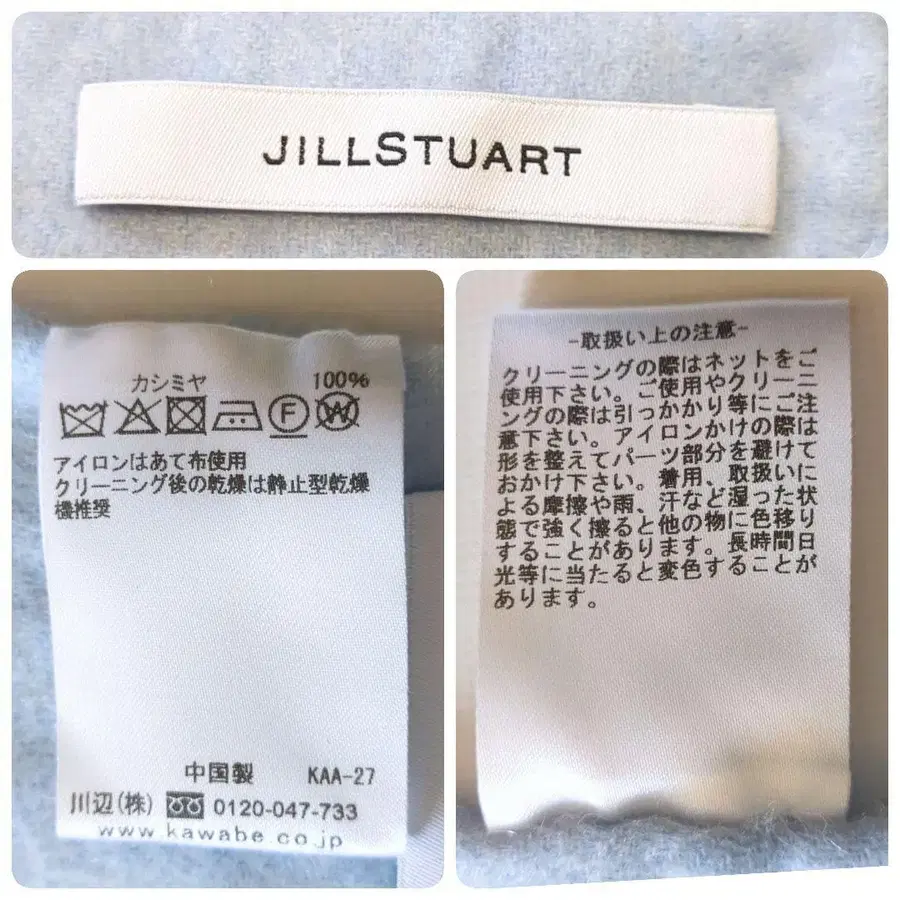 JILLSTUART
カシミヤ 100%
アイロンはあて布使用
クリーニング後の乾燥は静止型乾燥
機推奨
中国製 KAA-27
川辺(株) 0120-047-733
www.kawabe.co.jp
-取扱い上の注意-
クリーニングの際はネットをご
使用下さい。ご使用やクリーニ
ングの際は引っかかり等にご注
意下さい。アイロンかけの際は
形を整えてパーツ部分を避けて
おかけ下さい。着用、取扱いに
よる摩擦や雨、汗など湿った状
態で強く擦ると他の物に色移り
することがあります。長時間日
光等に当たると変色することが
あります。